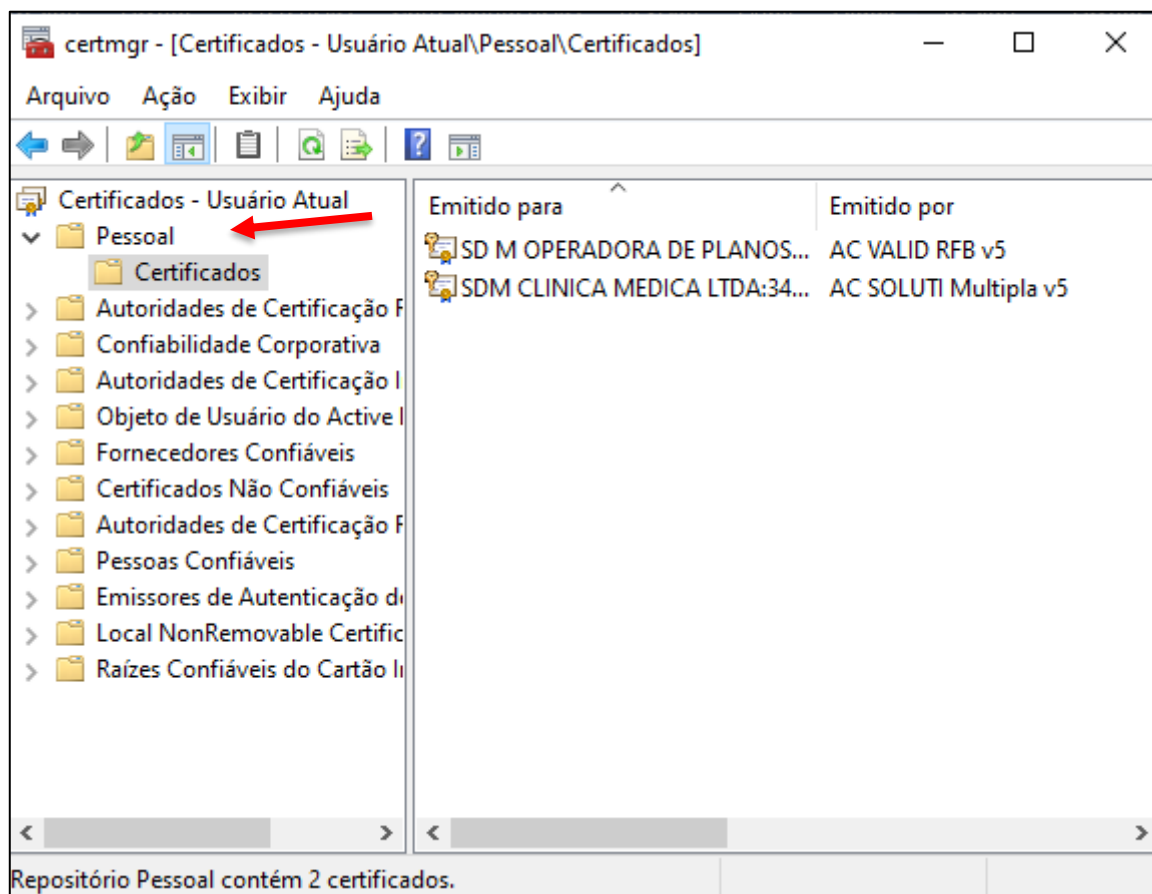 certmgr - [Certificados - Usuário Atual\Pessoal\Certificados]
Arquivo Ação Exibir Ajuda
Certificados - Usuário Atual
Pessoal
Certificados
Autoridades de Certificação F
Confiabilidade Corporativa
Autoridades de Certificação I
Objeto de Usuário do Active I
Fornecedores Confiáveis
Certificados Não Confiáveis
Autoridades de Certificação F
Pessoas Confiáveis
Emissores de Autenticação de
Local NonRemovable Certific
Raízes Confiáveis do Cartão In
Emitido para Emitido por
SD M OPERADORA DE PLANOS... AC VALID RFB v5
SDM CLINICA MEDICA LTDA:34... AC SOLUTI Multipla v5
Repositório Pessoal contém 2 certificados.